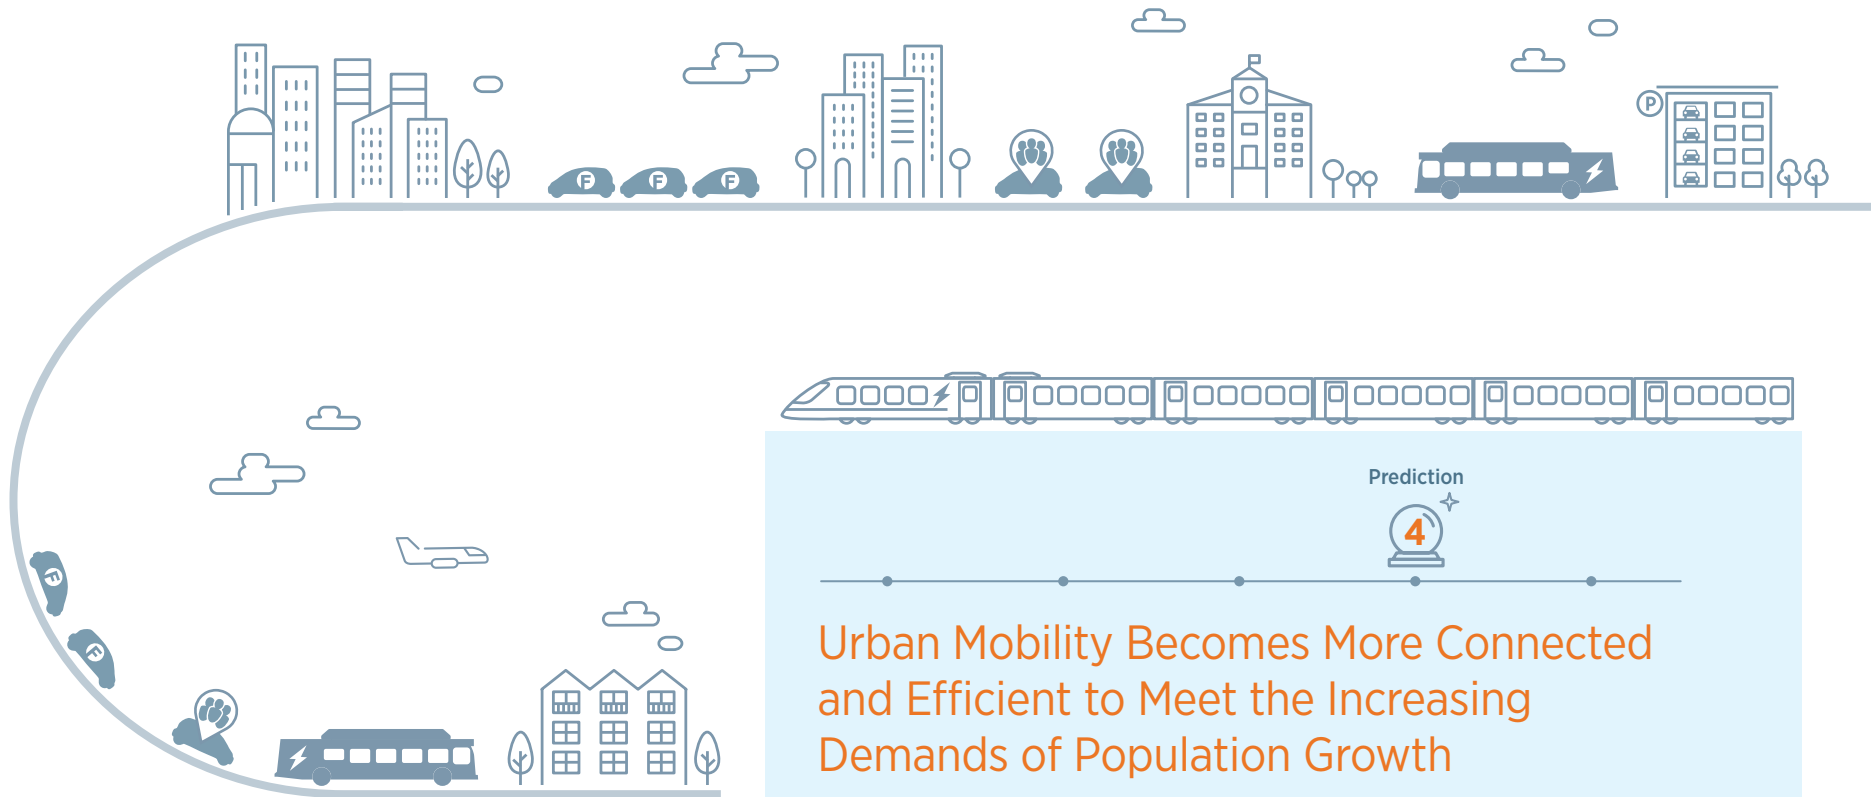 F
F
F
P
Prediction
4
F
F
Urban Mobility Becomes More Connected
and Efficient to Meet the Increasing
Demands of Population Growth